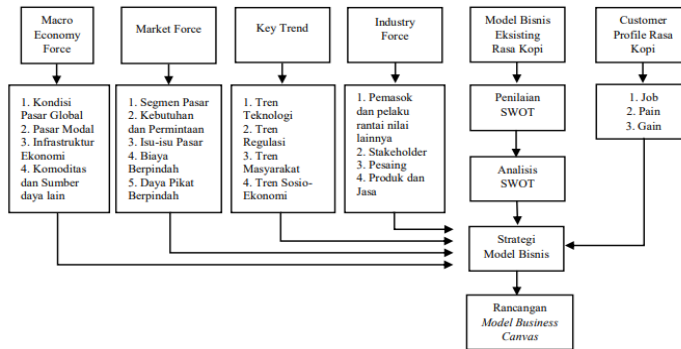 Macro
Economy
Force
Market Force
Key Trend
Industry
Force
Model Bisnis
Eksisting
Rasa Kopi
Customer
Profile Rasa
Kopi
1. Kondisi
Pasar Global
2. Pasar Modal
3. Infrastruktur
Ekonomi
4. Komoditas
dan Sumber
daya lain
1. Segmen Pasar
2. Kebutuhan
dan Permintaan
3. Isu-isu Pasar
4. Biaya
Berpindah
5. Daya Pikat
Berpindah
1. Tren
Teknologi
2. Tren
Regulasi
3. Tren
Masyarakat
4. Tren Sosio-
Ekonomi
1. Pemasok
dan pelaku
rantai nilai
lainnya
2. Stakeholder
3. Pesaing
4. Produk dan
Jasa
Penilaian
SWOT
1. Job
2. Pain
3. Gain
Analisis
SWOT
Strategi
Model Bisnis
Rancangan
Model Business
Canvas